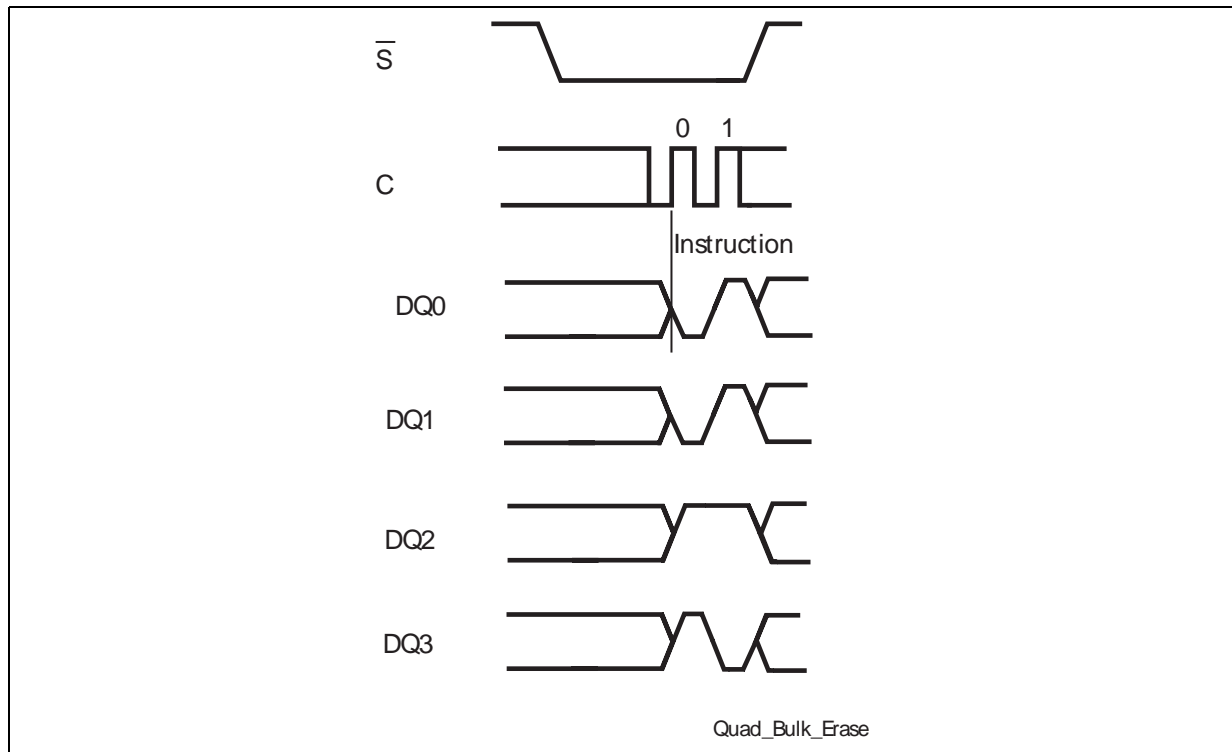 S̅
0 1
C
Instruction
DQ0
DQ1
DQ2
DQ3
Quad_Bulk_Erase